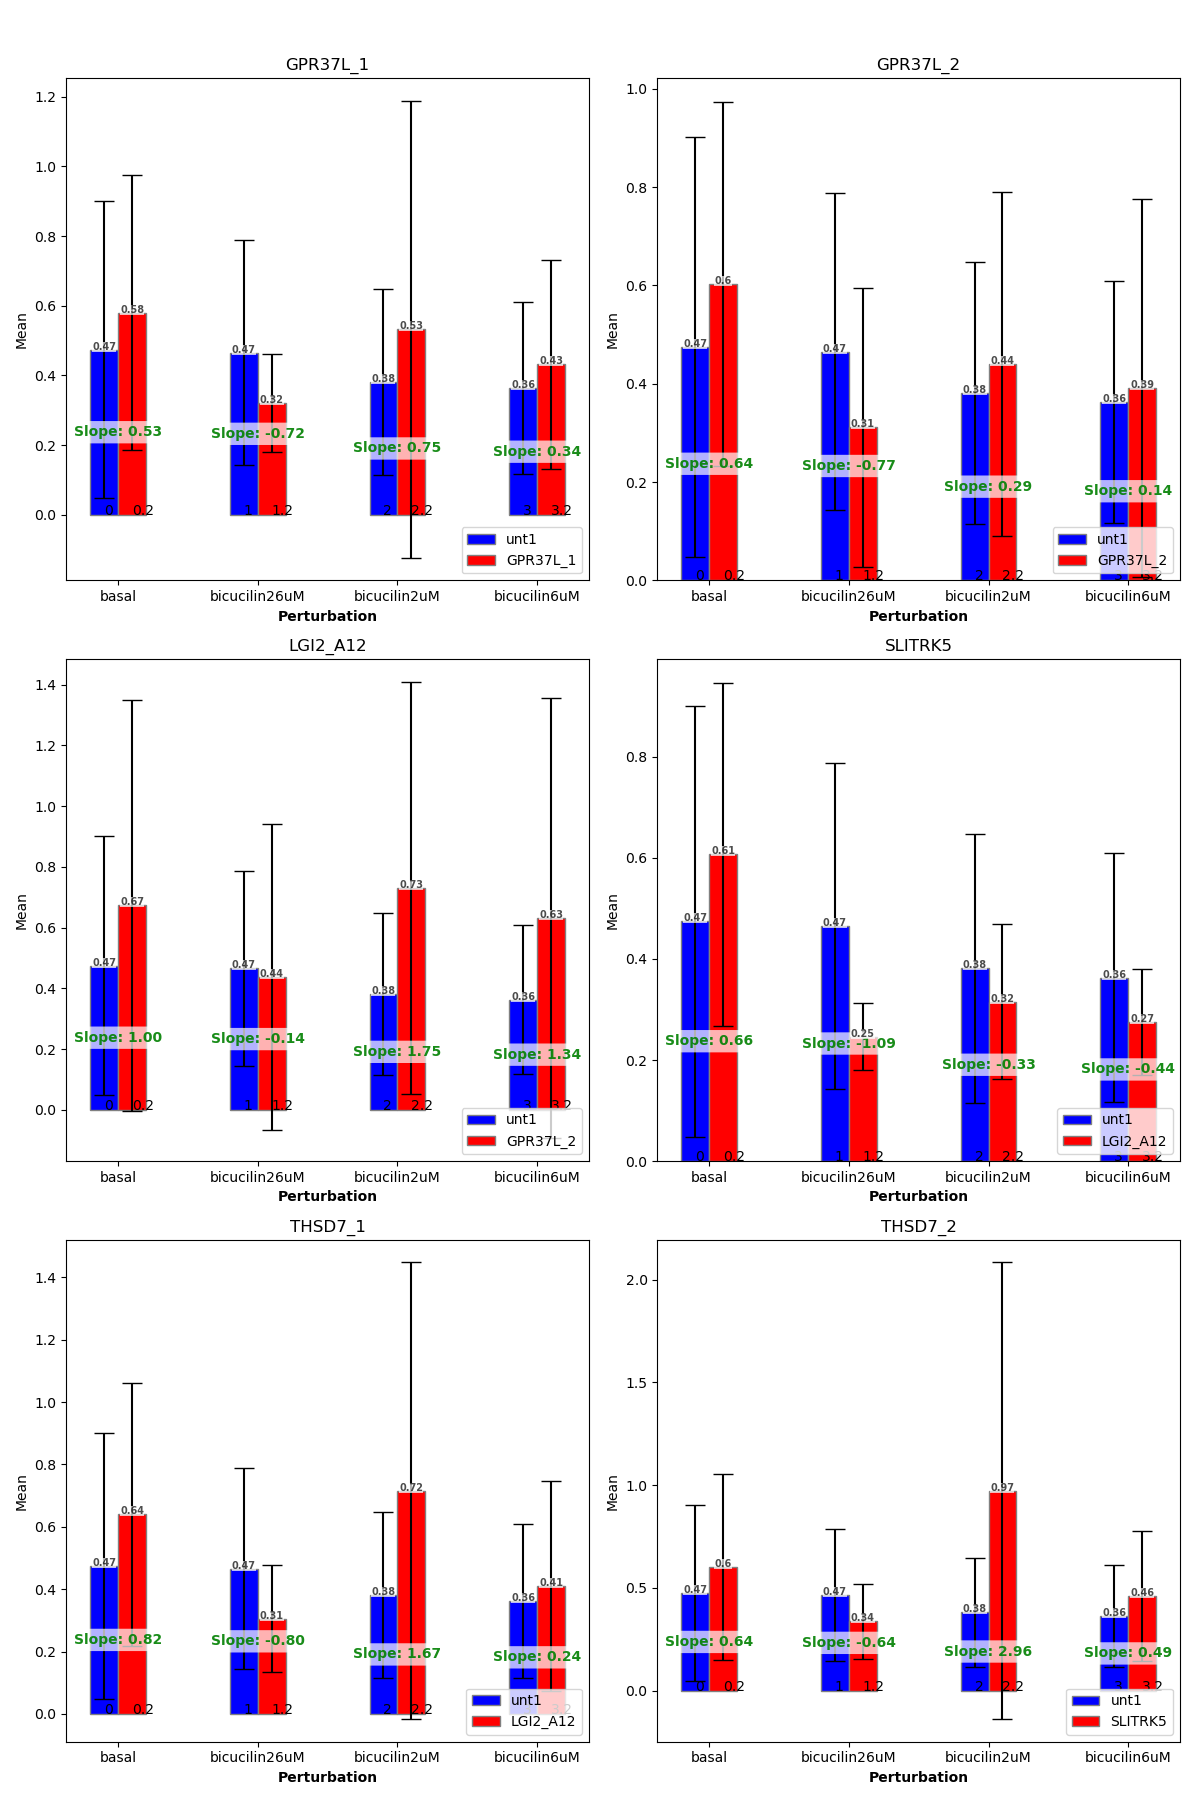 GPR37L_1
1.2
1.0
0.8
0.6
0.4
0.2
0.0
Mean
0.47 0.58 0.47 0.32 0.38 0.53 0.36 0.43
Slope: 0.53 Slope: -0.72 Slope: 0.75 Slope: 0.34
0 0.2 1 1.2 2 2.2 3 3.2
unt1
GPR37L_1
basal bicucilin26uM bicucilin2uM bicucilin6uM
Perturbation
GPR37L_2
1.0
0.8
0.6
0.4
0.2
0.0
Mean
0.47 0.6 0.47 0.31 0.38 0.44 0.36 0.39
Slope: 0.64 Slope: -0.77 Slope: 0.29 Slope: 0.14
0 0.2 1 1.2 2 2.2 3 3.2
unt1
GPR37L_2
basal bicucilin26uM bicucilin2uM bicucilin6uM
Perturbation
LGI2_A12
1.4
1.2
1.0
0.8
0.6
0.4
0.2
0.0
Mean
0.47 0.67 0.47 0.44 0.38 0.73 0.36 0.63
Slope: 1.00 Slope: -0.14 Slope: 1.75 Slope: 1.34
0 0.2 1 1.2 2 2.2 3 3.2
unt1
GPR37L_2
basal bicucilin26uM bicucilin2uM bicucilin6uM
Perturbation
SLITRK5
0.8
0.6
0.4
0.2
0.0
Mean
0.47 0.61 0.47 0.25 0.38 0.32 0.36 0.27
Slope: 0.66 Slope: -1.09 Slope: -0.33 Slope: -0.44
0 0.2 1 1.2 2 2.2 3 3.2
unt1
LGI2_A12
basal bicucilin26uM bicucilin2uM bicucilin6uM
Perturbation
THSD7_1
1.4
1.2
1.0
0.8
0.6
0.4
0.2
0.0
Mean
0.47 0.64 0.47 0.31 0.38 0.72 0.36 0.41
Slope: 0.82 Slope: -0.80 Slope: 1.67 Slope: 0.24
0 0.2 1 1.2 2 2.2 3 3.2
unt1
LGI2_A12
basal bicucilin26uM bicucilin2uM bicucilin6uM
Perturbation
THSD7_2
2.0
1.5
1.0
0.5
0.0
Mean
0.47 0.6 0.47 0.34 0.38 0.97 0.36 0.46
Slope: 0.64 Slope: -0.64 Slope: 2.96 Slope: 0.49
0 0.2 1 1.2 2 2.2 3 3.2
unt1
SLITRK5
basal bicucilin26uM bicucilin2uM bicucilin6uM
Perturbation